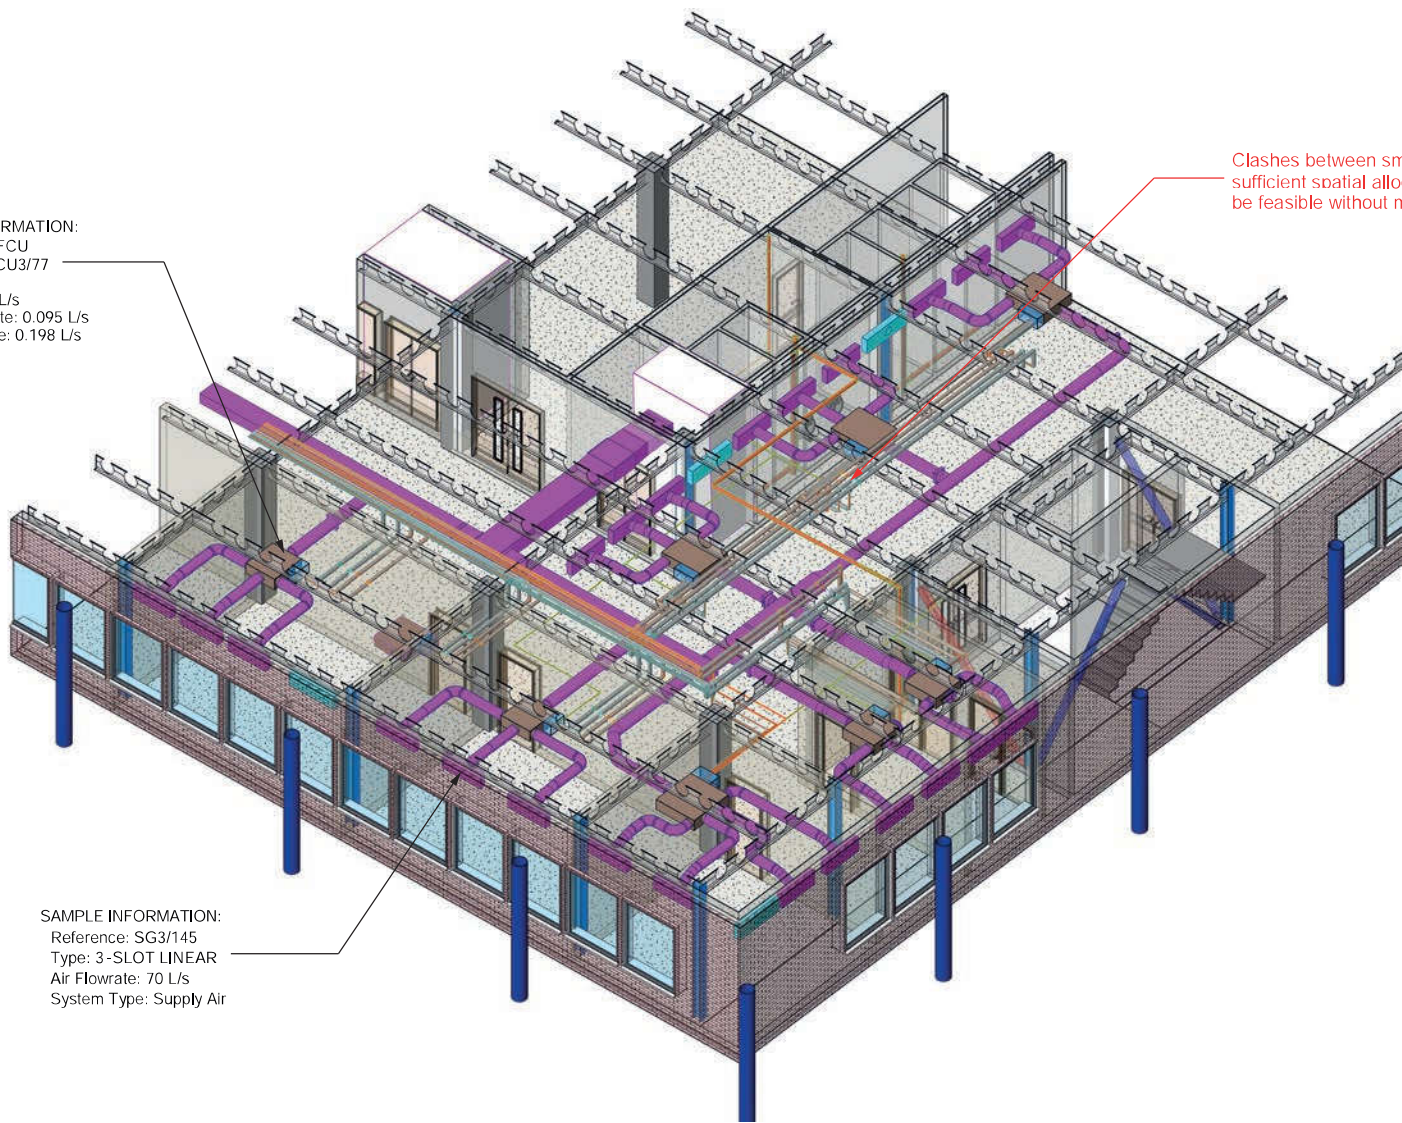 RMATION:
FCU
CU3/77
L/s
te: 0.095 L/s
e: 0.198 L/s
Clashes between sm
sufficient spatial alloc
be feasible without m
SAMPLE INFORMATION:
Reference: SG3/145
Type: 3-SLOT LINEAR
Air Flowrate: 70 L/s
System Type: Supply Air